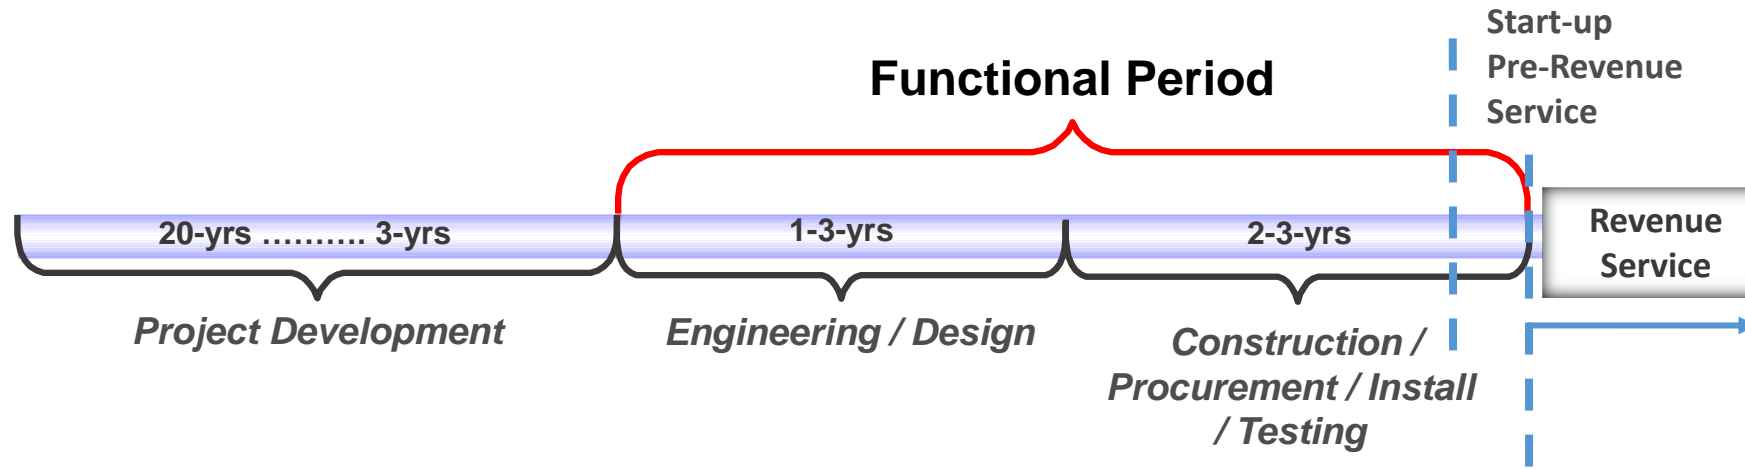 Start-up
Pre-Revenue
Service
Functional Period
20-yrs .......... 3-yrs
1-3-yrs
2-3-yrs
Revenue
Service
Project Development
Engineering / Design
Construction /
Procurement / Install
/ Testing